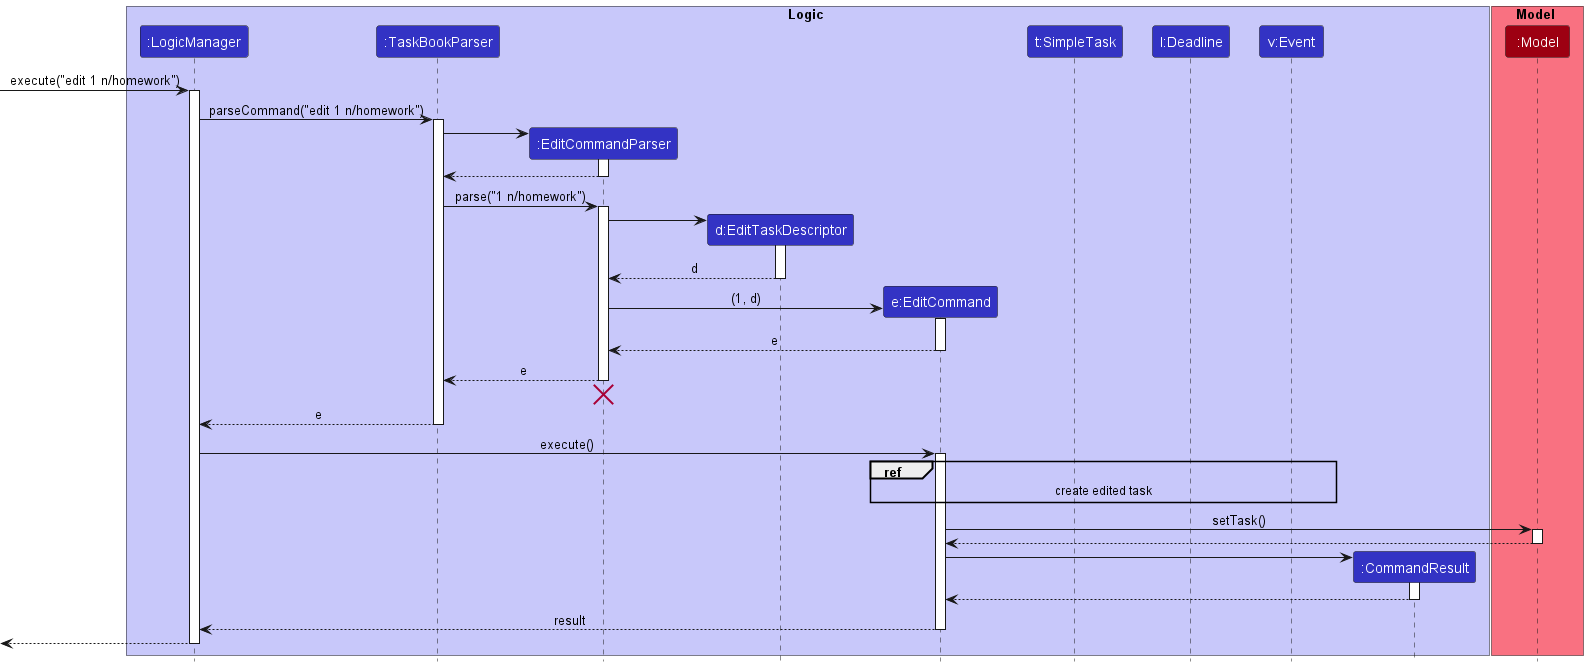 Logic
Model
:LogicManager
:TaskBookParser
t:SimpleTask
l:Deadline
v:Event
:Model
execute("edit 1 n/homework")
parseCommand("edit 1 n/homework")
:EditCommandParser
parse("1 n/homework")
d:EditTaskDescriptor
d
(1, d)
e:EditCommand
e
e
e
execute()
ref
create edited task
setTask()
:CommandResult
result